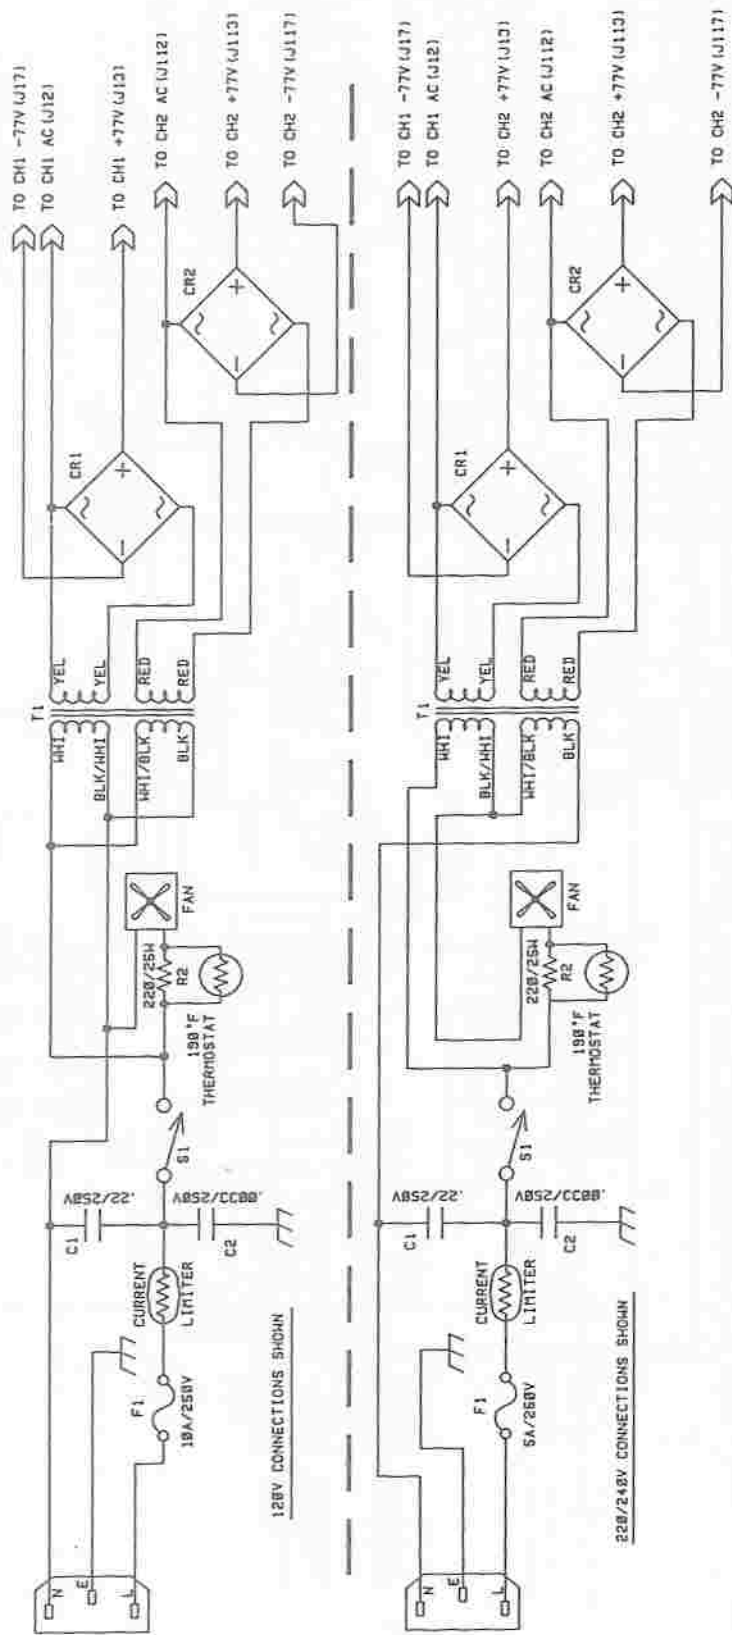 TO CH1 -77V (J17)
TO CH1 AC (J12)
TO CH1 +77V (J13)
TO CH2 AC (J112)
TO CH2 +77V (J113)
TO CH2 -77V (J117)
CR1
CR2
T1
WHI
BLK/WHI
WHI/BLK
BLK
YEL
YEL
RED
RED
FAN
220/25W
R2
190°F
THERMOSTAT
S1
C1
.22/250V
C2
CURRENT
LIMITER
F1
10A/250V
N
E
L
120V CONNECTIONS SHOWN
TO CH1 -77V (J17)
TO CH1 AC (J12)
TO CH2 +77V (J13)
TO CH2 AC (J112)
TO CH2 +77V (J113)
TO CH2 -77V (J117)
CR1
CR2
T1
WHI
BLK/WHI
WHI/BLK
BLK
YEL
YEL
RED
RED
FAN
220/25W
R2
190°F
THERMOSTAT
S1
C1
.22/250V
C2
CURRENT
LIMITER
F1
5A/250V
N
E
L
220/240V CONNECTIONS SHOWN